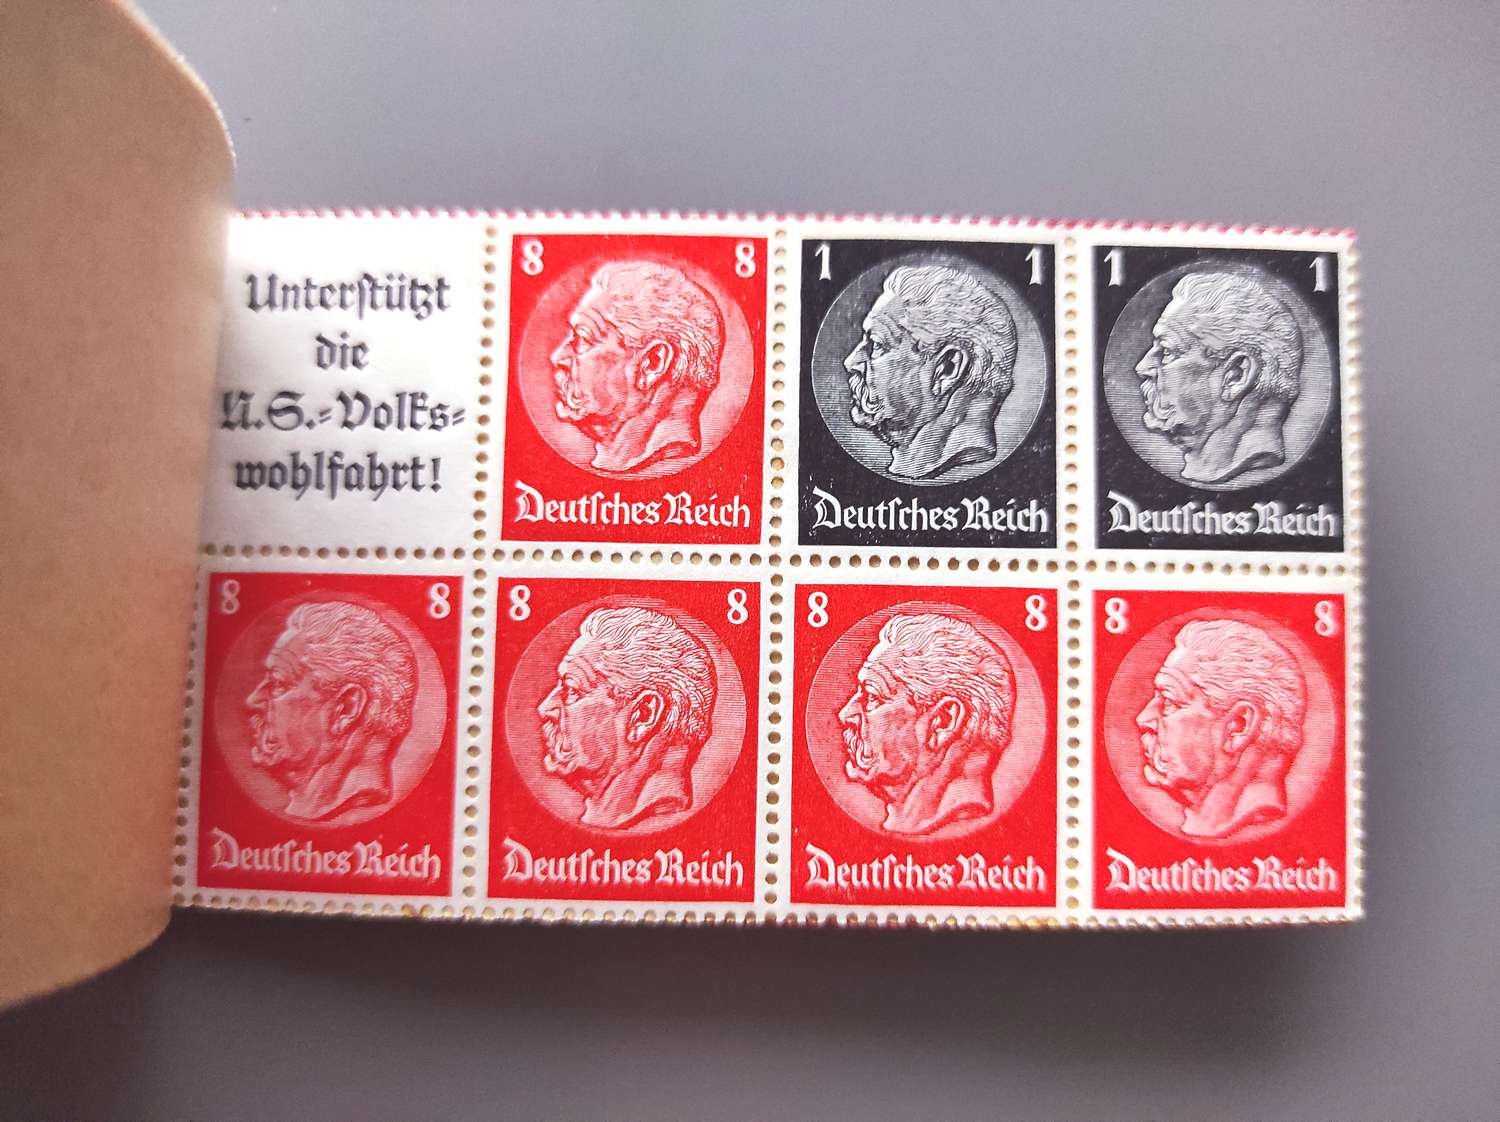 Unterstützt
die
N.S.-Volks-
wohlfahrt!
8 8
Deutsches Reich
1 1
Deutsches Reich
1 1
Deutsches Reich
8 8
Deutsches Reich
8 8
Deutsches Reich
8 8
Deutsches Reich
8 8
Deutsches Reich